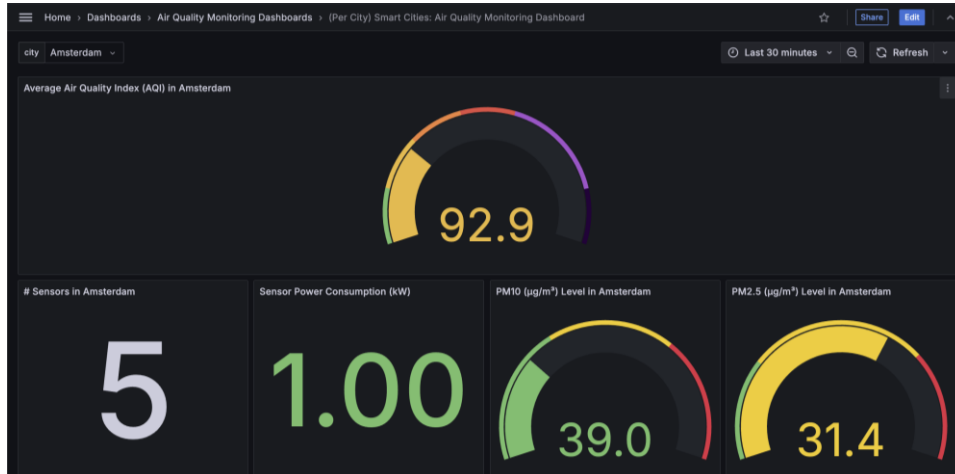 Home > Dashboards > Air Quality Monitoring Dashboards > (Per City) Smart Cities: Air Quality Monitoring Dashboard
Share
Edit
city Amsterdam
Last 30 minutes
Refresh
Average Air Quality Index (AQI) in Amsterdam
92.9
# Sensors in Amsterdam
5
Sensor Power Consumption (kW)
1.00
PM10 (µg/m³) Level in Amsterdam
39.0
PM2.5 (µg/m³) Level in Amsterdam
31.4